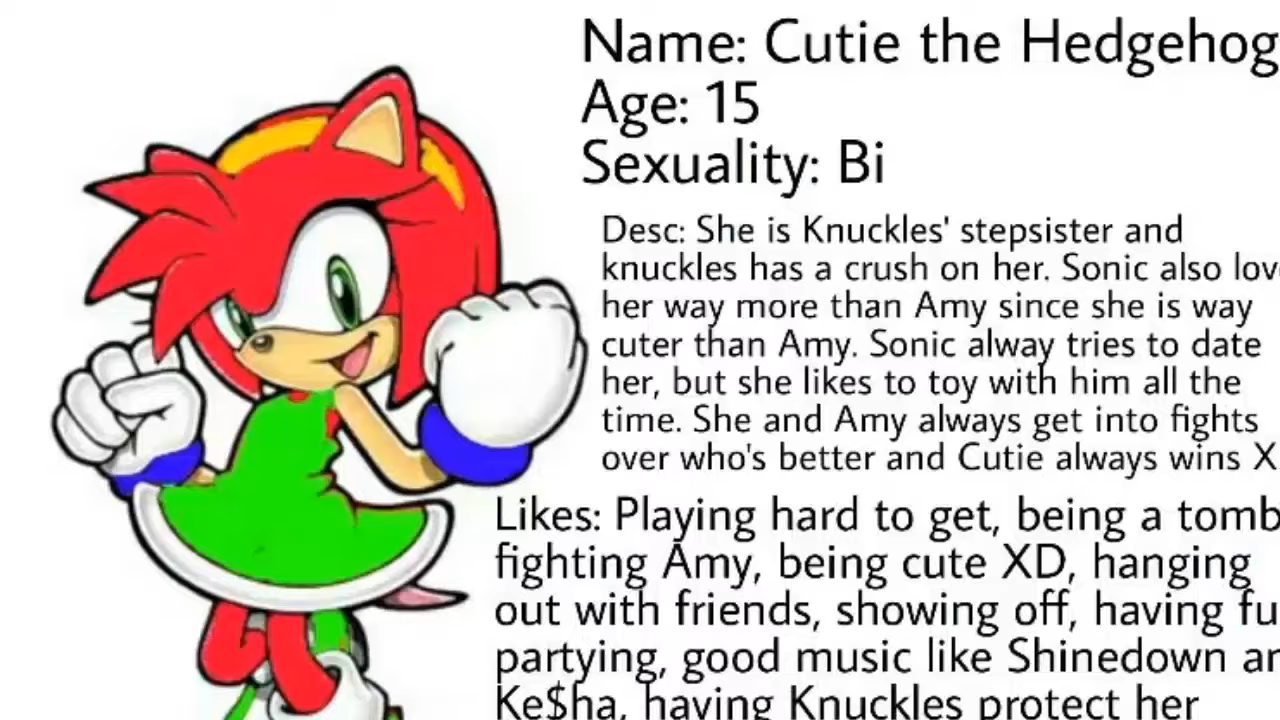 Name: Cutie the Hedgehog
Age: 15
Sexuality: Bi
Desc: She is Knuckles' stepsister and
knuckles has a crush on her. Sonic also
her way more than Amy since she is way
cuter than Amy. Sonic alway tries to date
her, but she likes to toy with him all the
time. She and Amy always get into fights
over who's better and Cutie always wins X
Likes: Playing hard to get, being a
fighting Amy, being cute XD, hanging
out with friends, showing off, having
partying, good music like Shinedown
Ke$ha, having Knuckles protect her